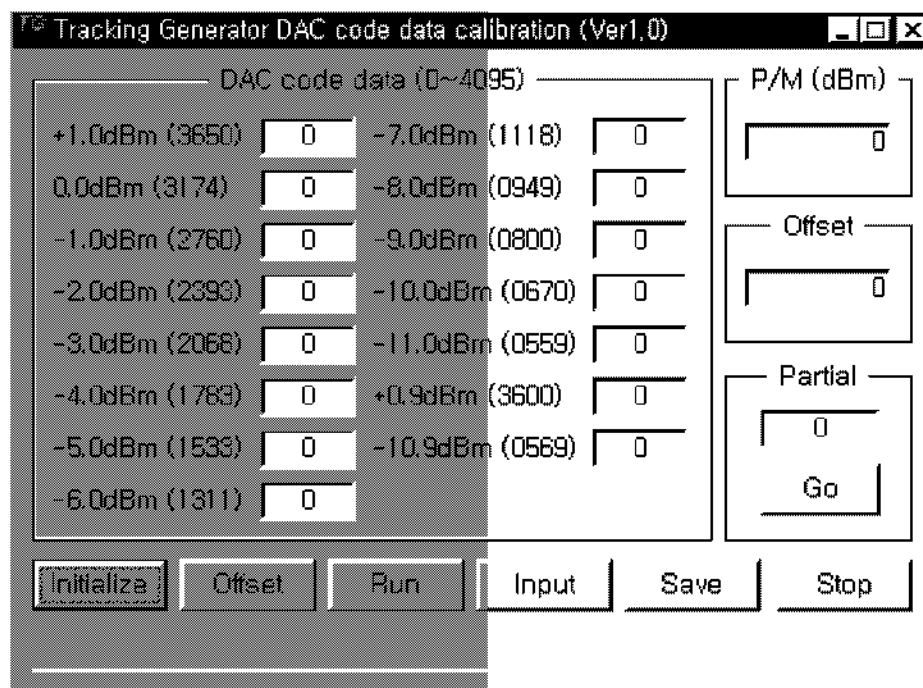 TG Tracking Generator DAC code data calibration (Ver1,0)
DAC code data (0~4095)
P/M (dBm)
+1.0dBm (3650) 0 -7.0dBm (1118) 0
0
0.0dBm (3174) 0 -8.0dBm (0949) 0
-1.0dBm (2760) 0 -9.0dBm (0800) 0
Offset
-2.0dBm (2393) 0 -10.0dBm (0670) 0
0
-3.0dBm (2068) 0 -11.0dBm (0559) 0
Partial
-4.0dBm (1783) 0 +0.9dBm (3600) 0
0
-5.0dBm (1533) 0 -10.9dBm (0569) 0
-6.0dBm (1311) 0
Go
Initialize Offset Run Input Save Stop